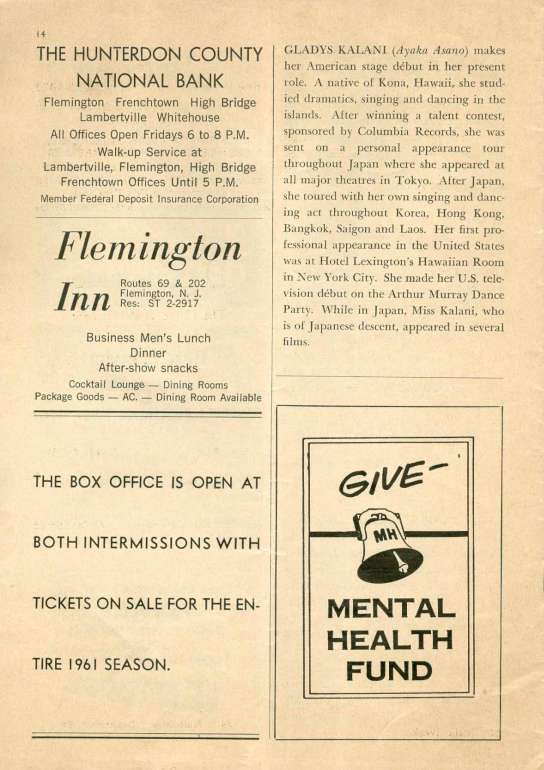 14
THE HUNTERDON COUNTY
NATIONAL BANK
Flemington Frenchtown High Bridge
Lambertville Whitehouse
All Offices Open Fridays 6 to 8 P.M.
Walk-up Service at
Lambertville, Flemington, High Bridge
Frenchtown Offices Until 5 P.M.
Member Federal Deposit Insurance Corporation
Flemington
Inn
Routes 69 & 202
Flemington, N. J.
Res: ST 2-2917
Business Men's Lunch
Dinner
After-show snacks
Cocktail Lounge — Dining Rooms
Package Goods — AC. — Dining Room Available
THE BOX OFFICE IS OPEN AT
BOTH INTERMISSIONS WITH
TICKETS ON SALE FOR THE EN-
TIRE 1961 SEASON.
GLADYS KALANI (Ayaka Asano) makes
her American stage début in her present
role. A native of Kona, Hawaii, she stud-
ied dramatics, singing and dancing in the
islands. After winning a talent contest,
sponsored by Columbia Records, she was
sent on a personal appearance tour
throughout Japan where she appeared at
all major theatres in Tokyo. After Japan,
she toured with her own singing and danc-
ing act throughout Korea, Hong Kong,
Bangkok, Saigon and Laos. Her first pro-
fessional appearance in the United States
was at Hotel Lexington's Hawaiian Room
in New York City. She made her U.S. tele-
vision début on the Arthur Murray Dance
Party. While in Japan, Miss Kalani, who
is of Japanese descent, appeared in several
films.
GIVE—
MH
MENTAL
HEALTH
FUND